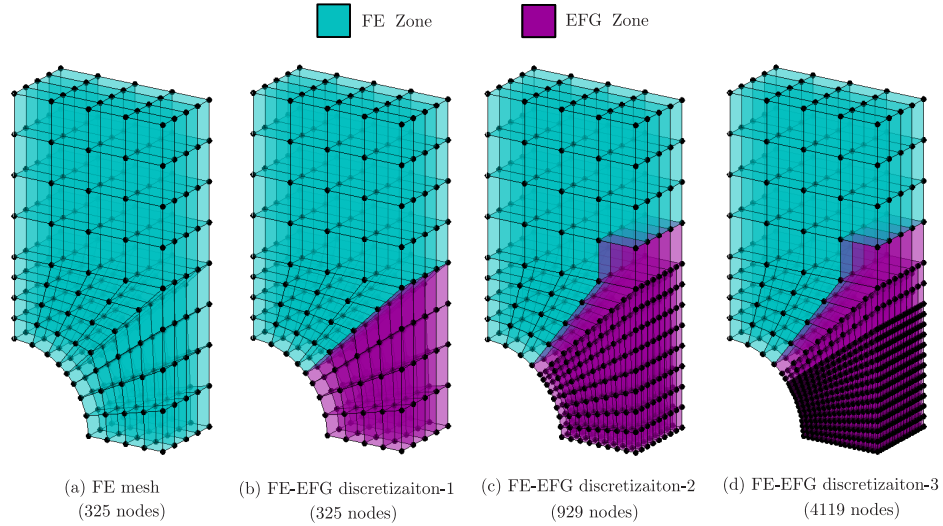 FE Zone
EFG Zone
(a) FE mesh
(325 nodes)
(b) FE-EFG discretizaiton-1
(325 nodes)
(c) FE-EFG discretizaiton-2
(929 nodes)
(d) FE-EFG discretizaiton-3
(4119 nodes)